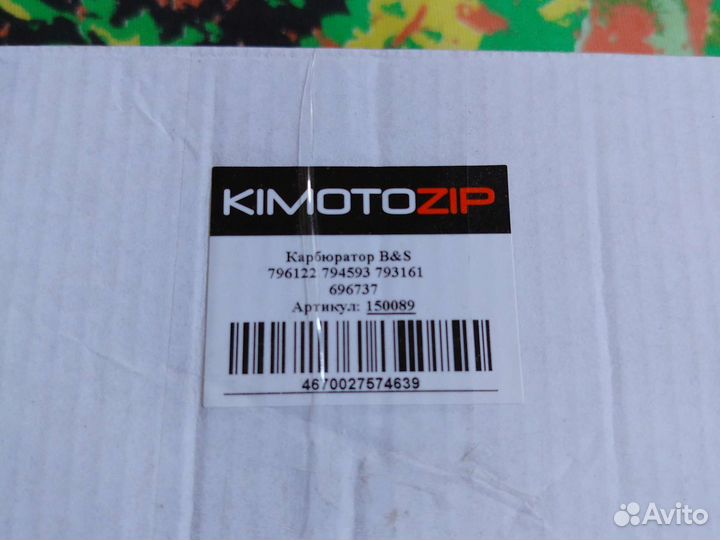 KIMOTOZIP
Карбюратор B&S
796122 794593 793161
696737
Артикул: 150089
4670027574639
Avito